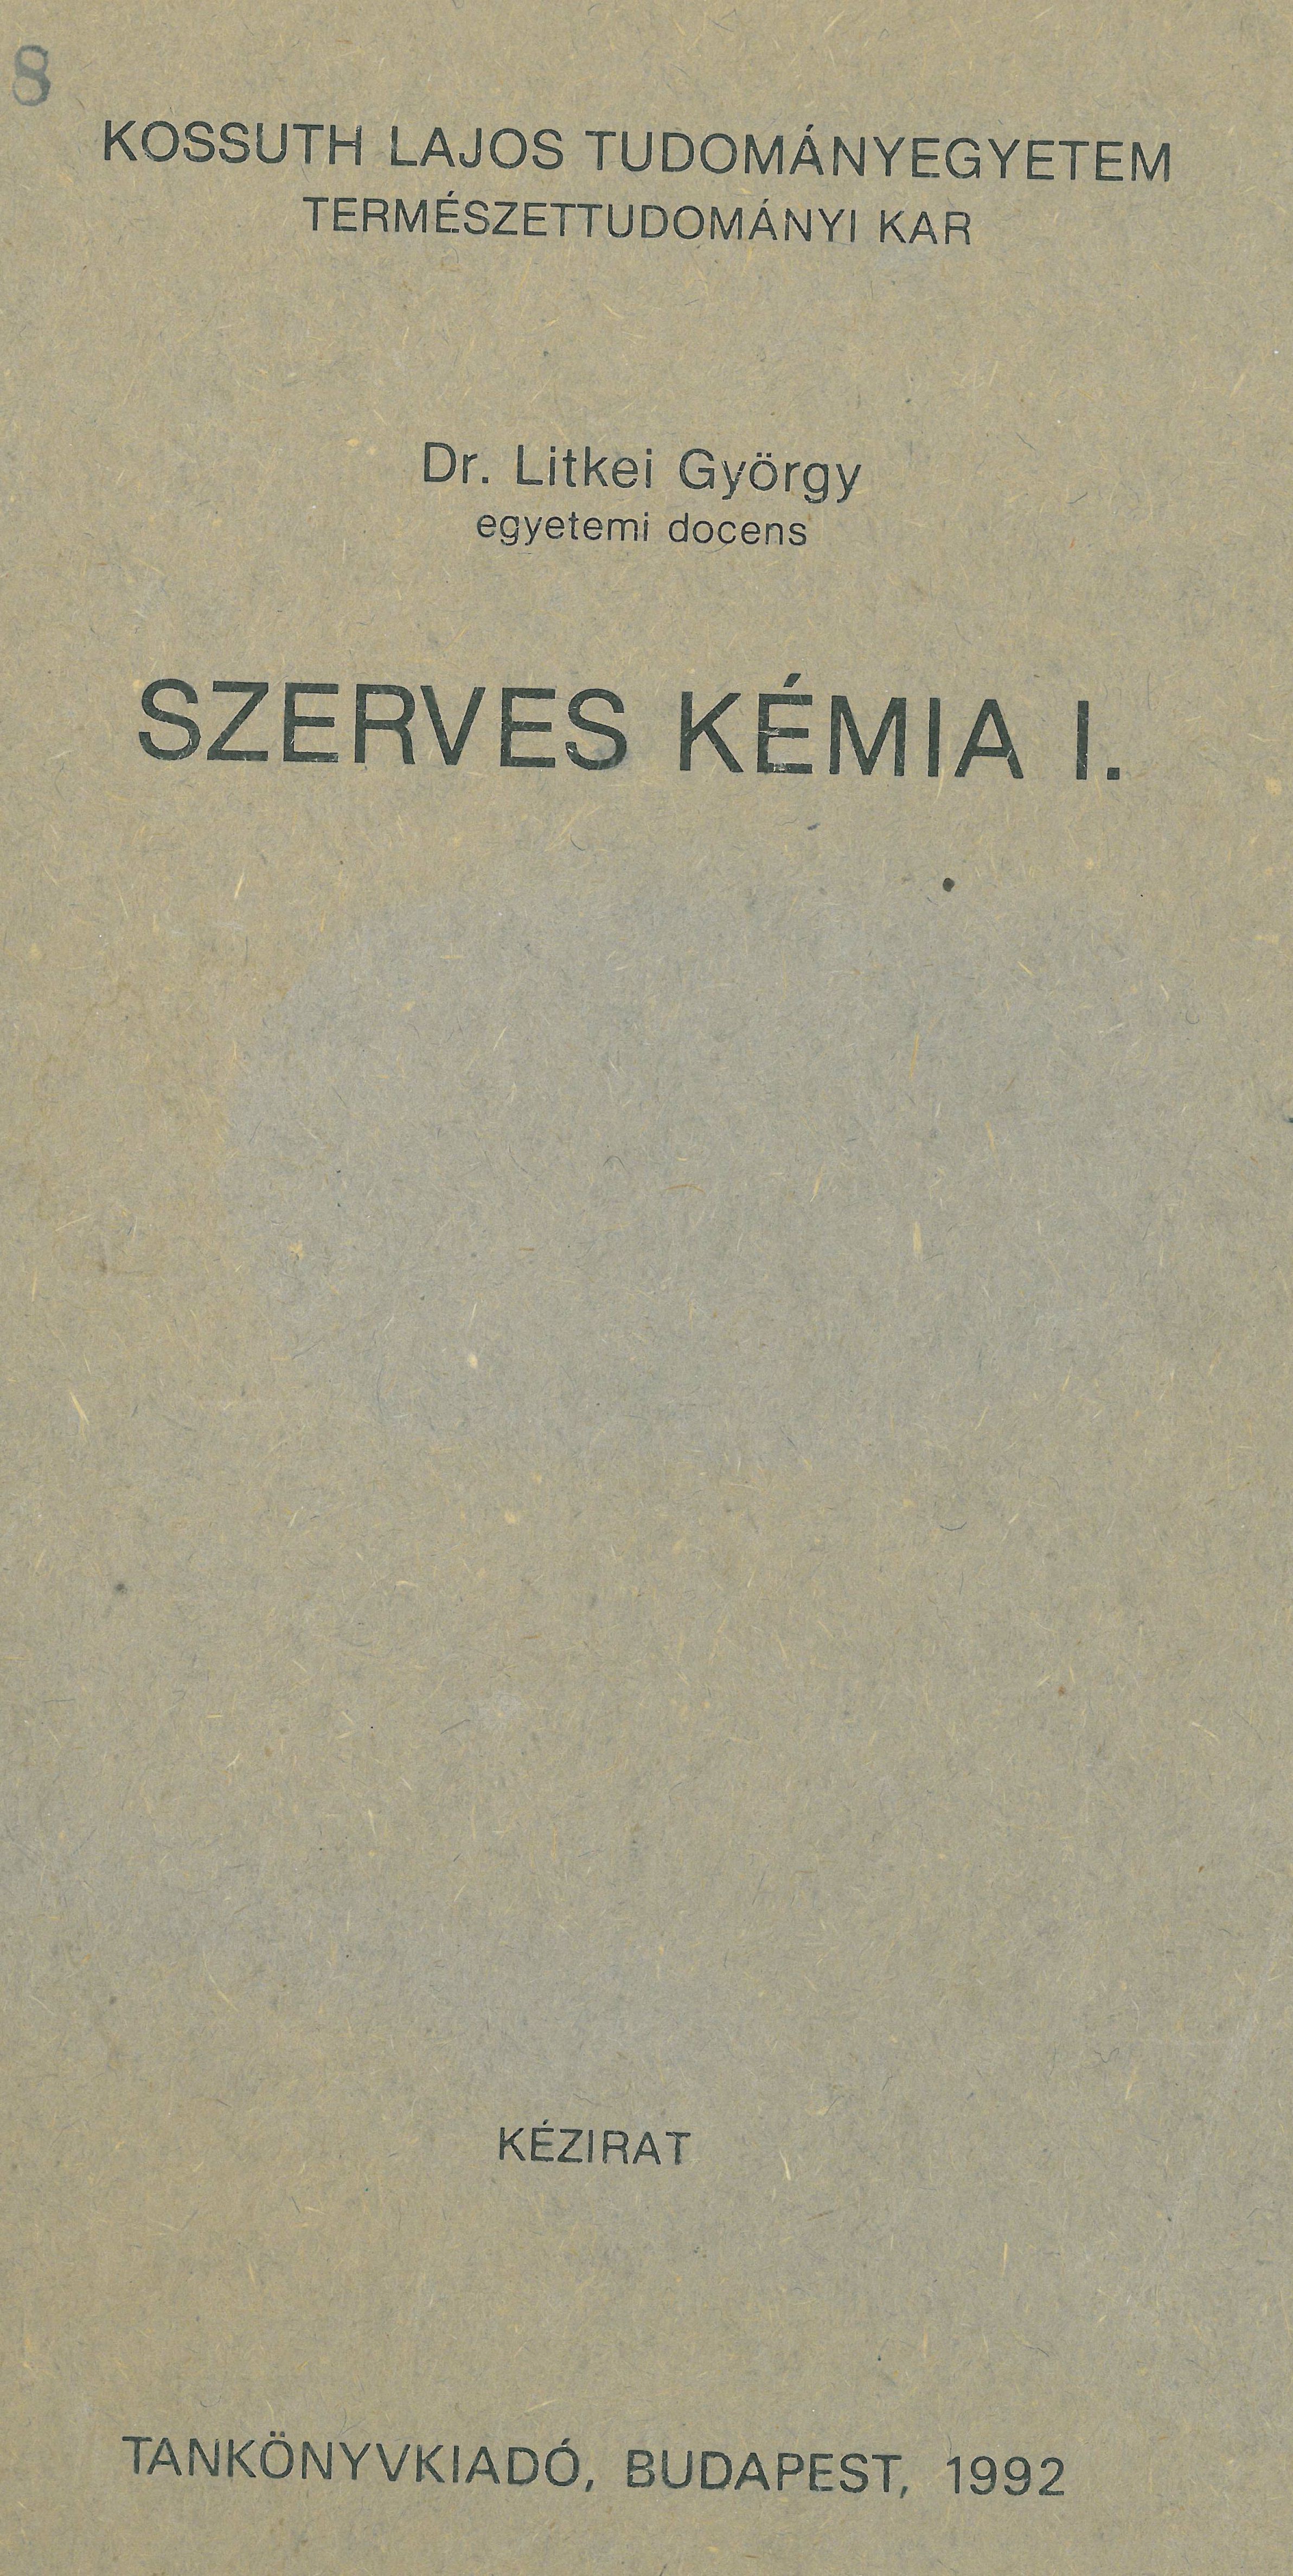 8
KOSSUTH LAJOS TUDOMÁNYEGYETEM
TERMÉSZETTUDOMÁNYI KAR
Dr. Litkei György
egyetemi docens
SZERVES KÉMIA I.
KÉZIRAT
TANKÖNYVKIADÓ, BUDAPEST, 1992